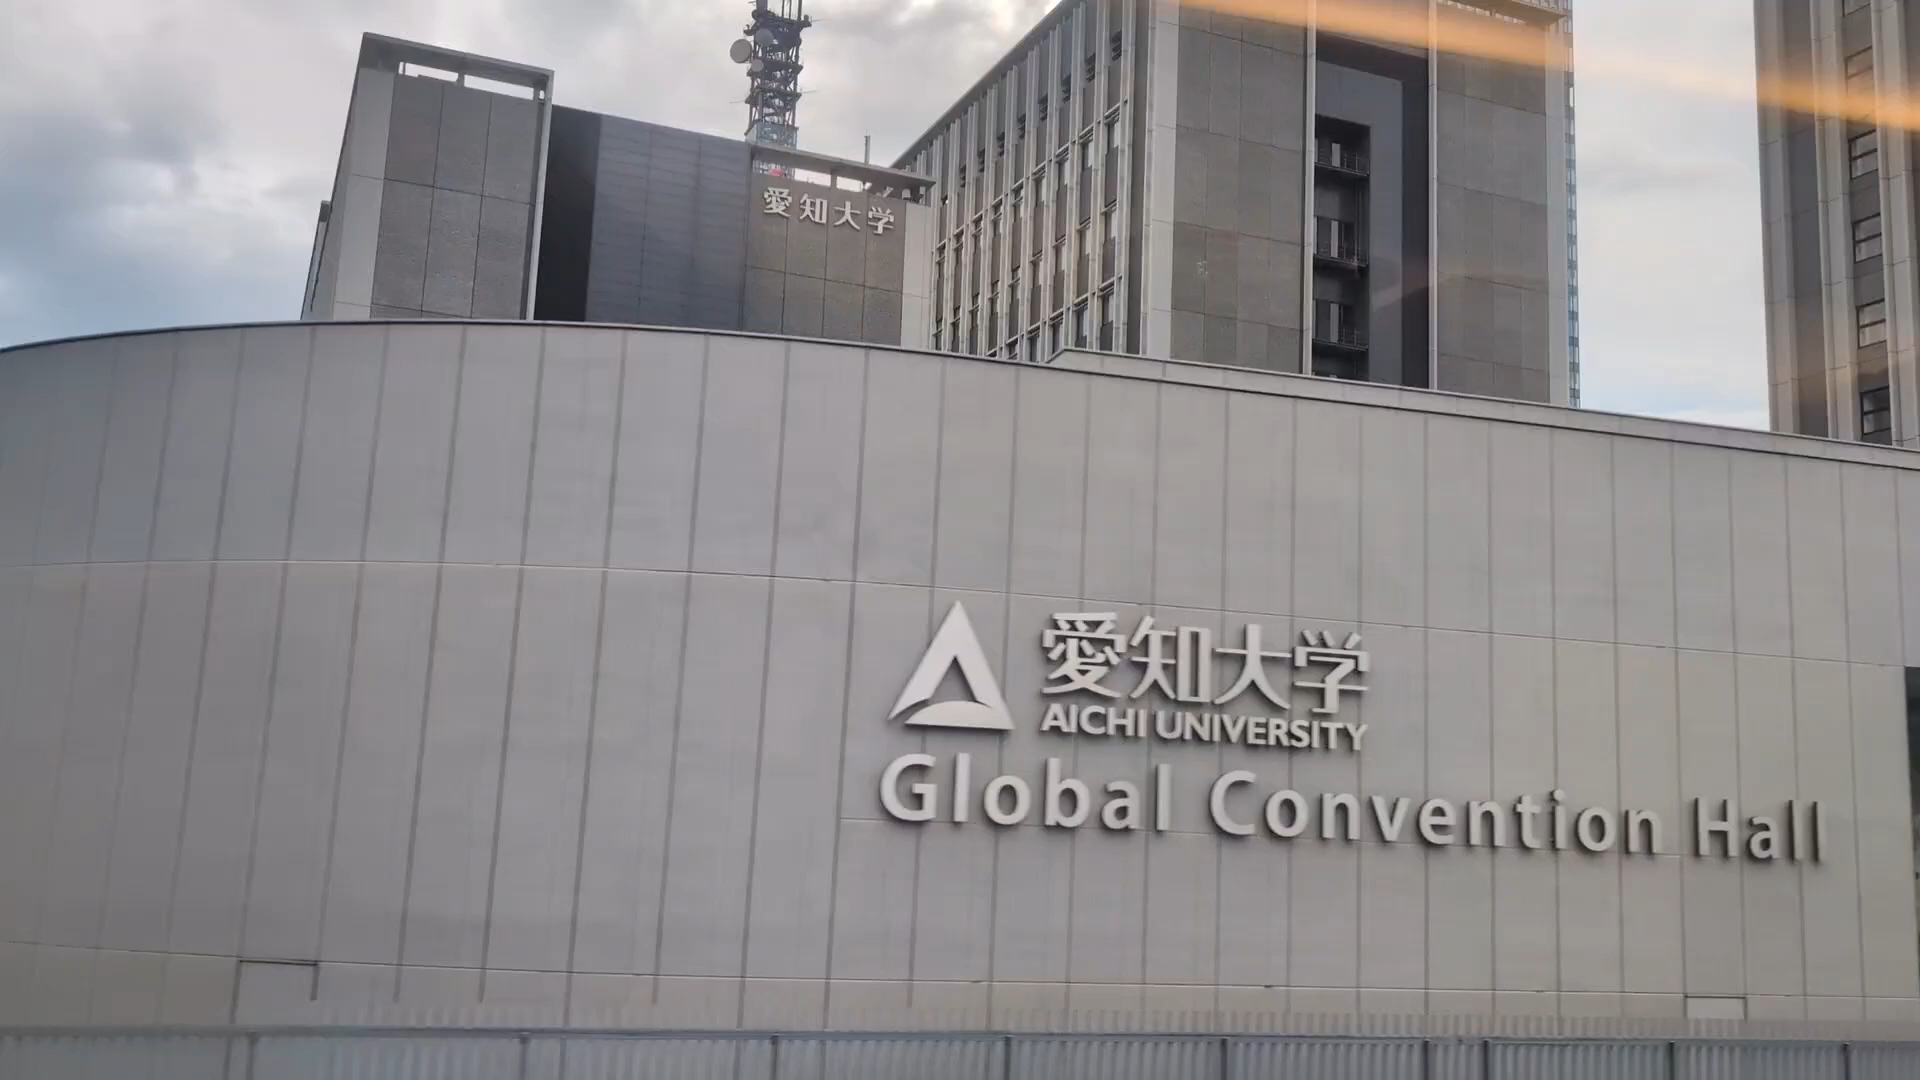 愛知大学
愛知大学
AICHI UNIVERSITY
Global Convention Hall